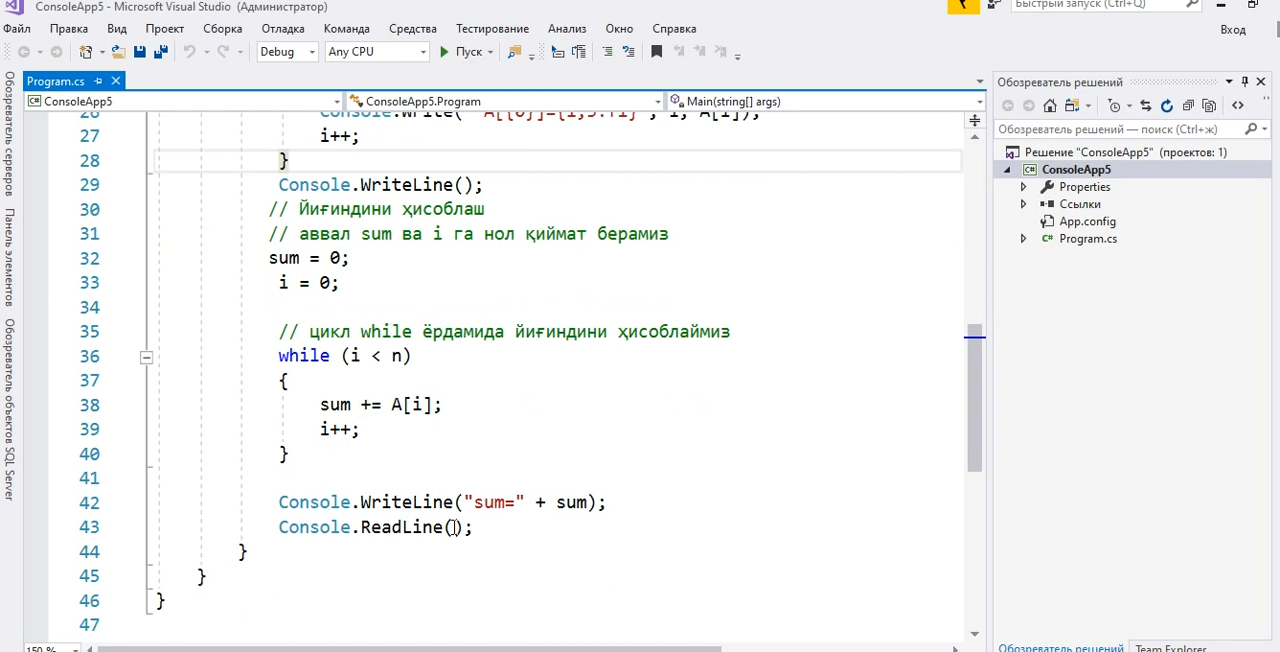 ConsoleApp5 - Microsoft Visual Studio (Администратор)
Быстрый запуск (Ctrl+Q)
Файл Правка Вид Проект Сборка Отладка Команда Средства Тестирование Анализ Окно Справка
Вход
Debug Any CPU Пуск
Program.cs
ConsoleApp5 ConsoleApp5.Program Main(string[] args)
27 i++;
28 }
29 Console.WriteLine();
30 // Йиғиндини ҳисоблаш
31 // аввал sum ва i га нол қиймат берамиз
32 sum = 0;
33 i = 0;
34
35 // цикл while ёрдамида йиғиндини ҳисоблаймиз
36 while (i < n)
37 {
38 sum += A[i];
39 i++;
40 }
41
42 Console.WriteLine("sum=" + sum);
43 Console.ReadLine();
44 }
45 }
46 }
47
150 %
Обозреватель серверов
Панель элементов
Обозреватель объектов SQL Server
Обозреватель решений
Обозреватель решений — поиск (Ctrl+ж)
Решение "ConsoleApp5" (проектов: 1)
ConsoleApp5
Properties
Ссылки
App.config
Program.cs
Обозреватель решений Team Explorer